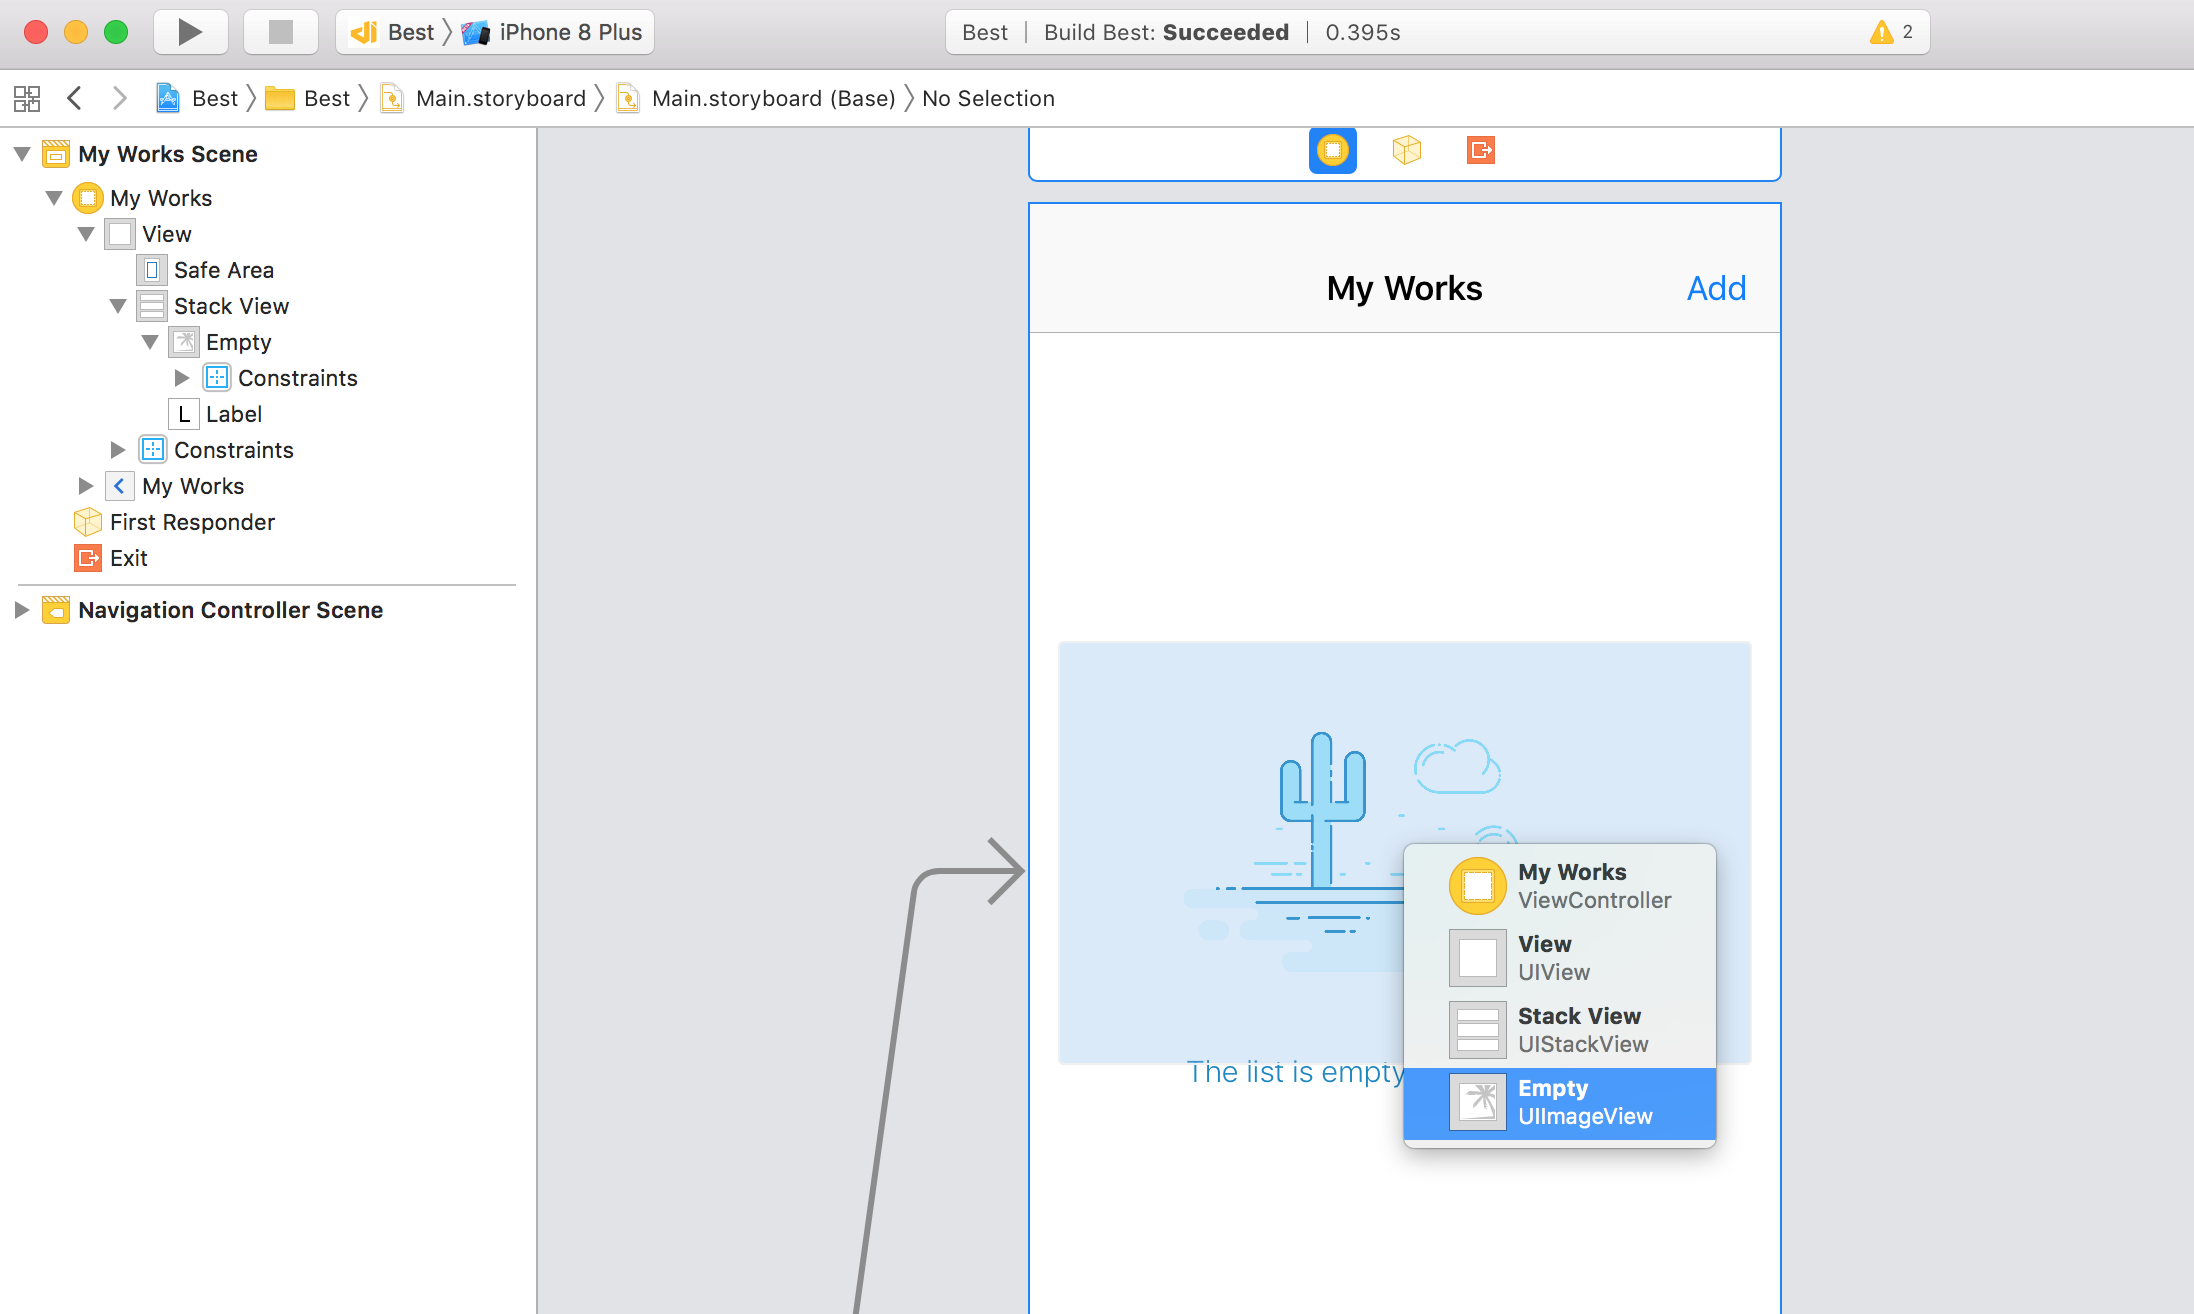 Best
iPhone 8 Plus
Best
Build Best: Succeeded
0.395s
2
Best
Best
Main.storyboard
Main.storyboard (Base)
No Selection
My Works Scene
My Works
View
Safe Area
Stack View
Empty
Constraints
L Label
Constraints
My Works
First Responder
Exit
Navigation Controller Scene
My Works
Add
The list is empty
My Works
ViewController
View
UIView
Stack View
UIStackView
Empty
UIImageView